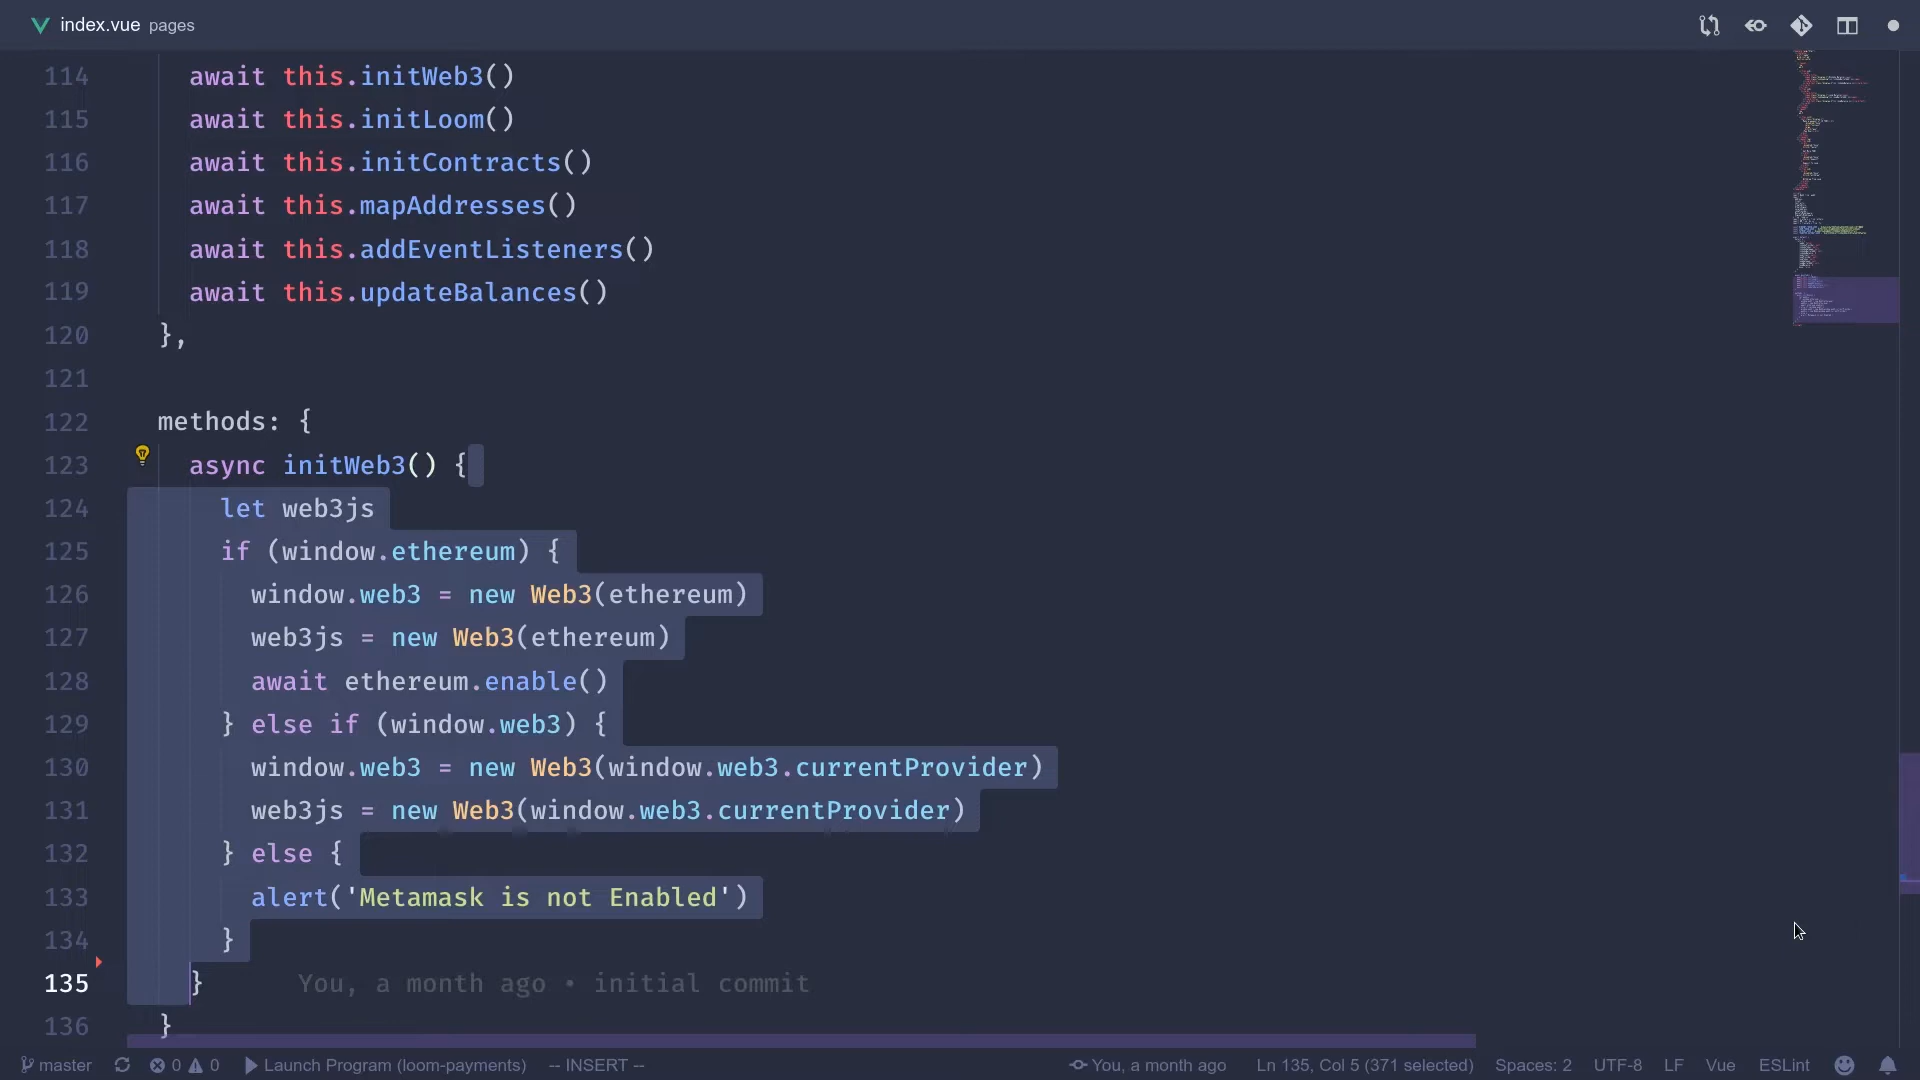 index.vue pages
114 await this.initWeb3()
115 await this.initLoom()
116 await this.initContracts()
117 await this.mapAddresses()
118 await this.addEventListeners()
119 await this.updateBalances()
120 },
121
122 methods: {
123 async initWeb3() {
124 let web3js
125 if (window.ethereum) {
126 window.web3 = new Web3(ethereum)
127 web3js = new Web3(ethereum)
128 await ethereum.enable()
129 } else if (window.web3) {
130 window.web3 = new Web3(window.web3.currentProvider)
131 web3js = new Web3(window.web3.currentProvider)
132 } else {
133 alert('Metamask is not Enabled')
134 }
135 } You, a month ago • initial commit
136 }
master 0 0 Launch Program (loom-payments) -- INSERT -- You, a month ago Ln 135, Col 5 (371 selected) Spaces: 2 UTF-8 LF Vue ESLint